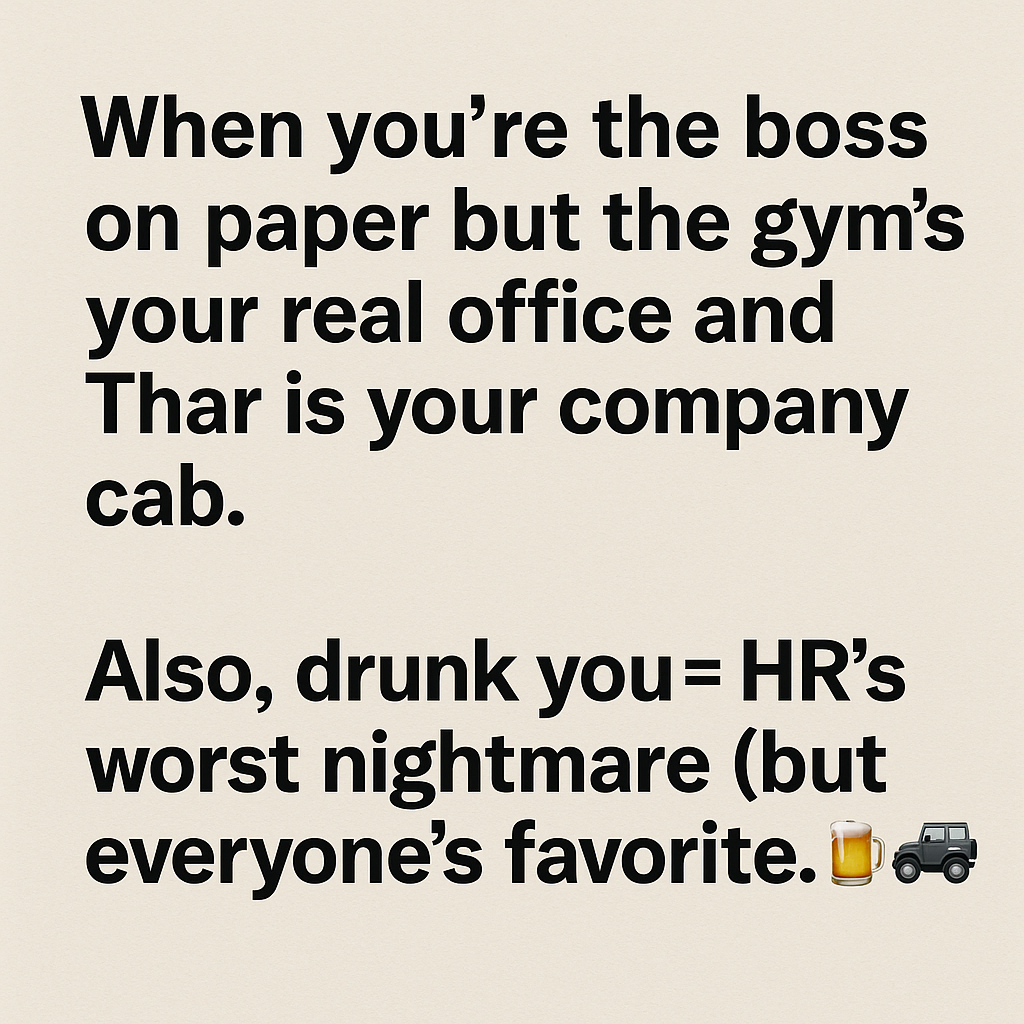 When you’re the boss
on paper but the gym’s
your real office and
Thar is your company
cab.
Also, drunk you = HR’s
worst nightmare (but
everyone’s favorite.🍺🚙